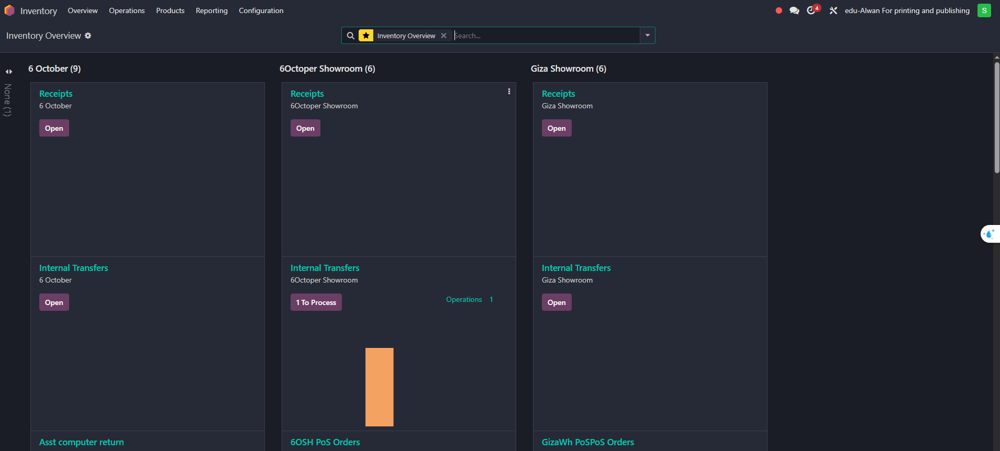 Inventory Overview Operations Products Reporting Configuration
4 edu-Alwan For printing and publishing S
Inventory Overview
Inventory Overview Search...
None (1)
6 October (9)
Receipts
6 October
Open
Internal Transfers
6 October
Open
Asst computer return
6Octoper Showroom (6)
Receipts
6Octoper Showroom
Open
Internal Transfers
6Octoper Showroom
1 To Process
Operations 1
6OSH PoS Orders
Giza Showroom (6)
Receipts
Giza Showroom
Open
Internal Transfers
Giza Showroom
Open
GizaWh PoSPoS Orders